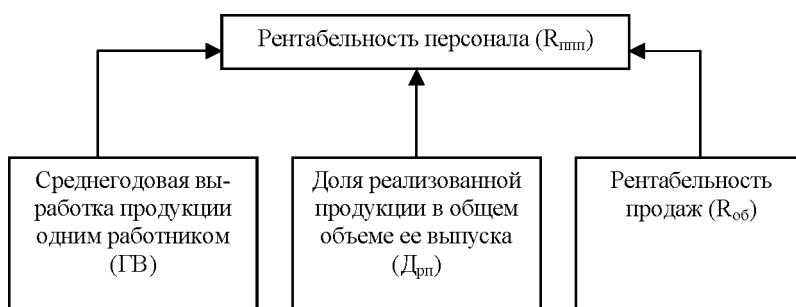 Рентабельность персонала (Rппп)
Среднегодовая вы-
работка продукции
одним работником
(ГВ)
Доля реализованной
продукции в общем
объеме ее выпуска
(Дрп)
Рентабельность
продаж (Rоб)